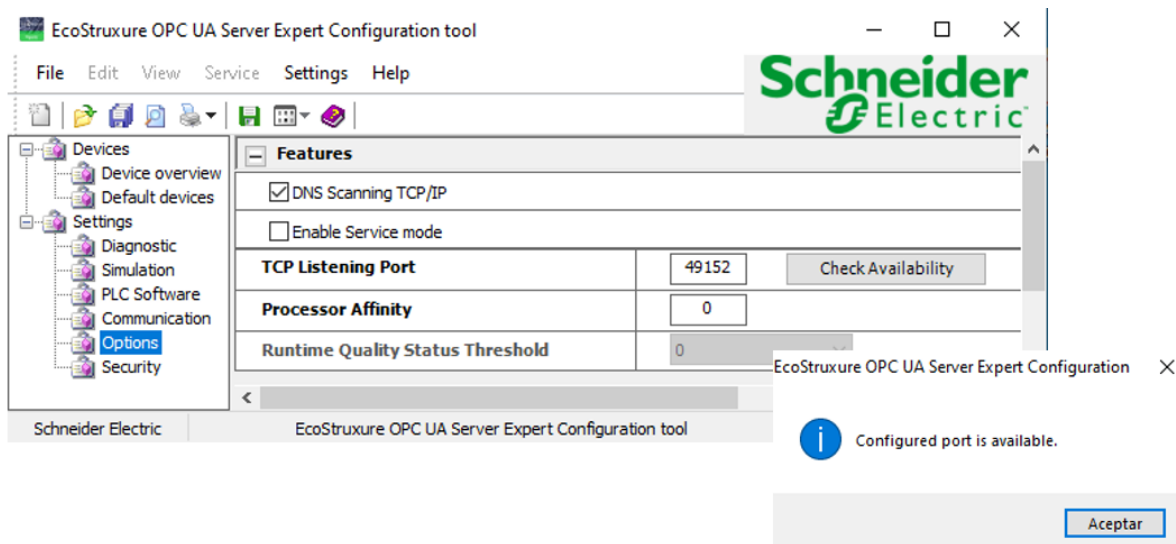 EcoStruxure OPC UA Server Expert Configuration tool
File Edit View Service Settings Help
Schneider
Electric
Devices
Device overview
Default devices
Settings
Diagnostic
Simulation
PLC Software
Communication
Options
Security
Features
DNS Scanning TCP/IP
Enable Service mode
TCP Listening Port 49152 Check Availability
Processor Affinity 0
Runtime Quality Status Threshold 0
Schneider Electric EcoStruxure OPC UA Server Expert Configuration tool
EcoStruxure OPC UA Server Expert Configuration
Configured port is available.
Aceptar